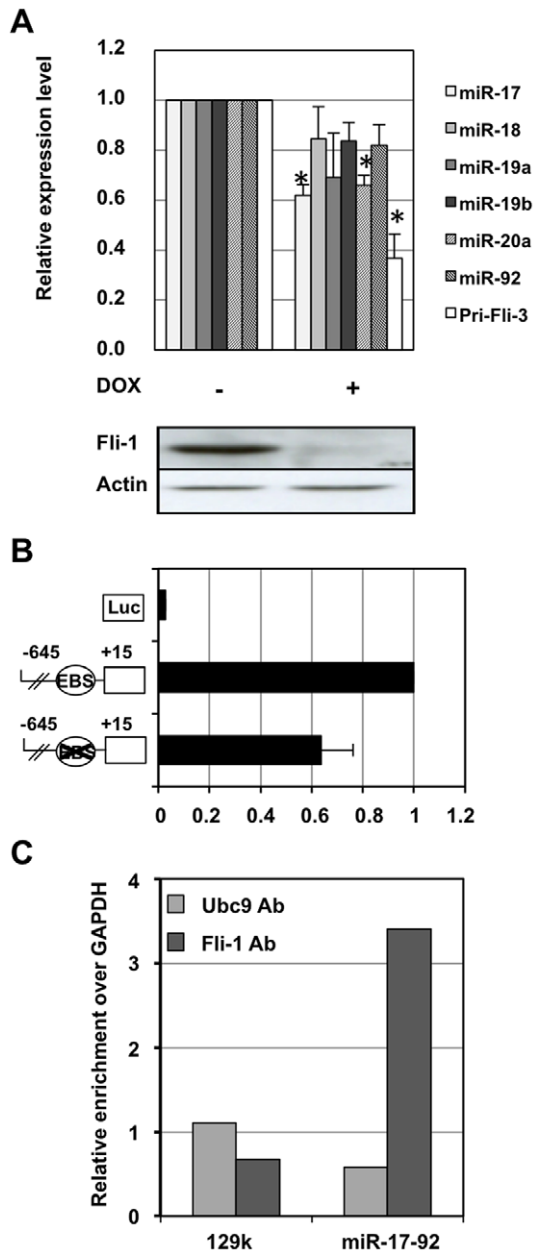 A
Relative expression level
1.2
1.0
0.8
0.6
0.4
0.2
0.0
* * *
miR-17
miR-18
miR-19a
miR-19b
miR-20a
miR-92
Pri-Fli-3
DOX - +
Fli-1
Actin
B
Luc
-645 +15
EBS
-645 +15
EBS
0 0.2 0.4 0.6 0.8 1 1.2
C
Relative enrichment over GAPDH
4
3
2
1
0
Ubc9 Ab
Fli-1 Ab
129k miR-17-92